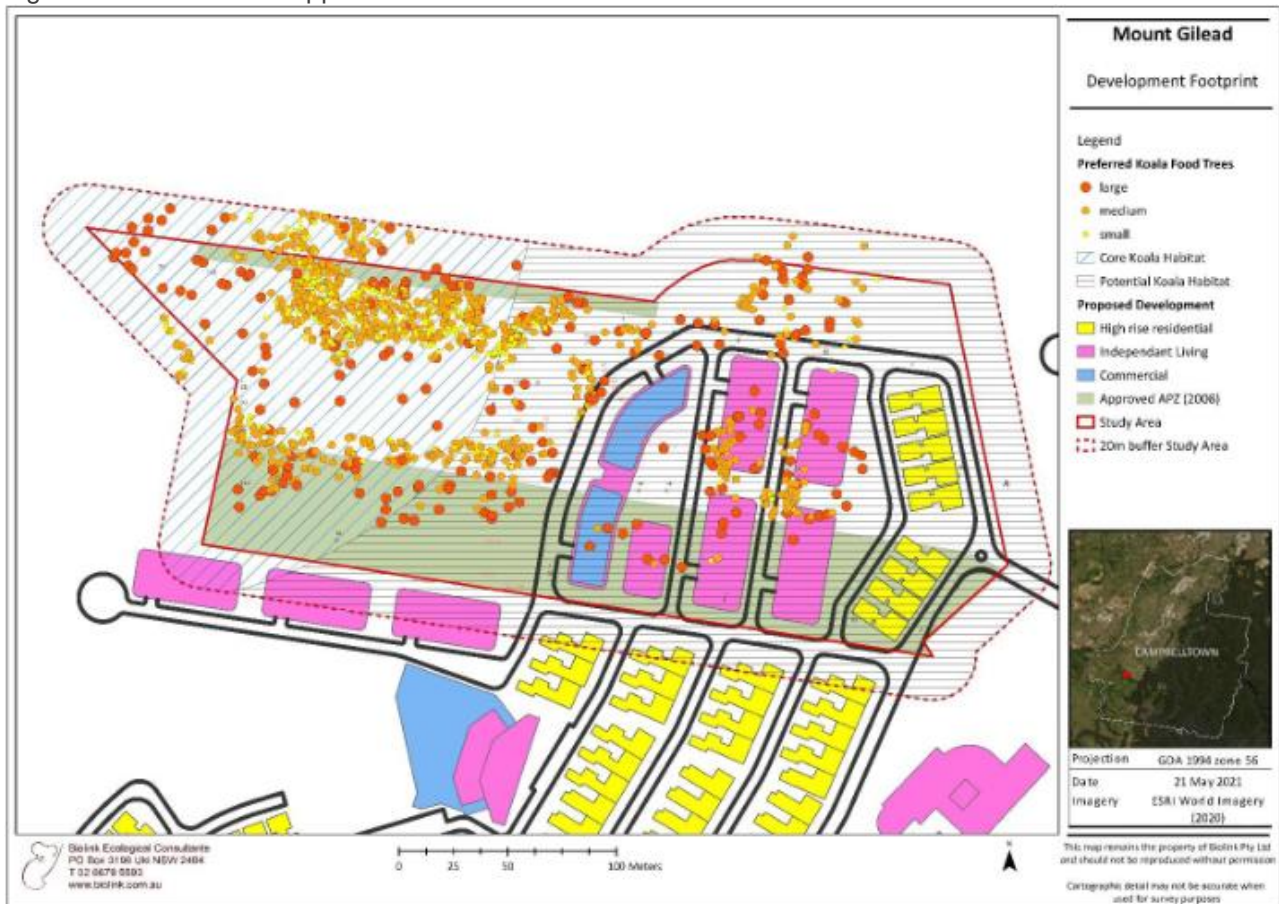 Mount Gilead
Development Footprint
Legend
Preferred Koala Food Trees
large
medium
small
Core Koala Habitat
Potential Koala Habitat
Proposed Development
High rise residential
Independant Living
Commercial
Approved APZ (2008)
Study Area
20m buffer Study Area
CAMPBELLTOWN
Projection GDA 1994 zone 56
Date 21 May 2021
Imagery ESRI World Imagery
(2020)
This map remains the property of Biolink Pty Ltd
and should not be reproduced without permission
Cartographic detail may not be accurate when
used for survey purposes
Biolink Ecological Consultants
PO Box 3196 Uki NSW 2484
www.biolink.com.au
0 25 50 100 Meters
N